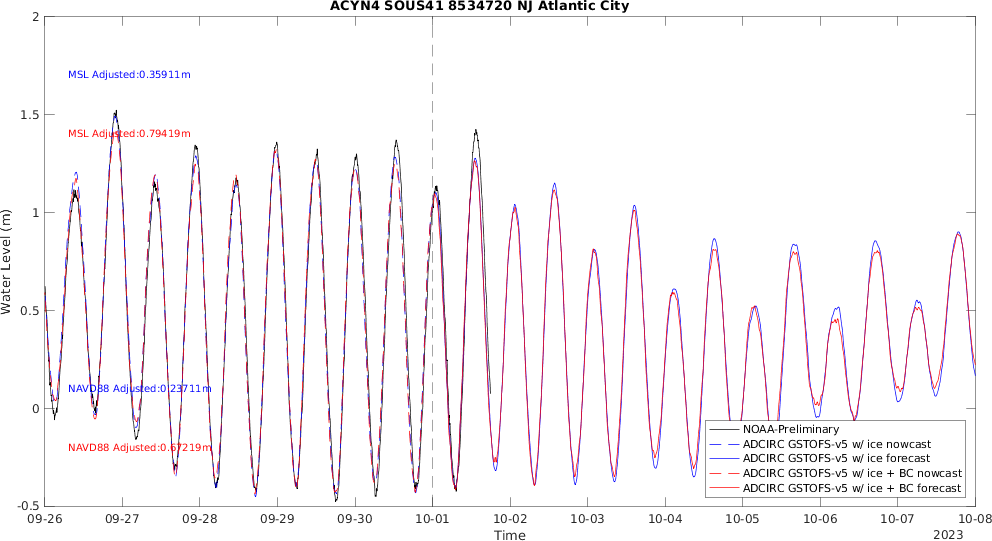 ACYN4 SOUS41 8534720 NJ Atlantic City
2
1.5
1
0.5
0
-0.5
Water Level (m)
MSL Adjusted:0.35911m
MSL Adjusted:0.79419m
NAVD88 Adjusted:0.23711m
NAVD88 Adjusted:0.67219m
NOAA-Preliminary
ADCIRC GSTOFS-v5 w/ ice nowcast
ADCIRC GSTOFS-v5 w/ ice forecast
ADCIRC GSTOFS-v5 w/ ice + BC nowcast
ADCIRC GSTOFS-v5 w/ ice + BC forecast
09-26 09-27 09-28 09-29 09-30 10-01 10-02 10-03 10-04 10-05 10-06 10-07 10-08
Time
2023